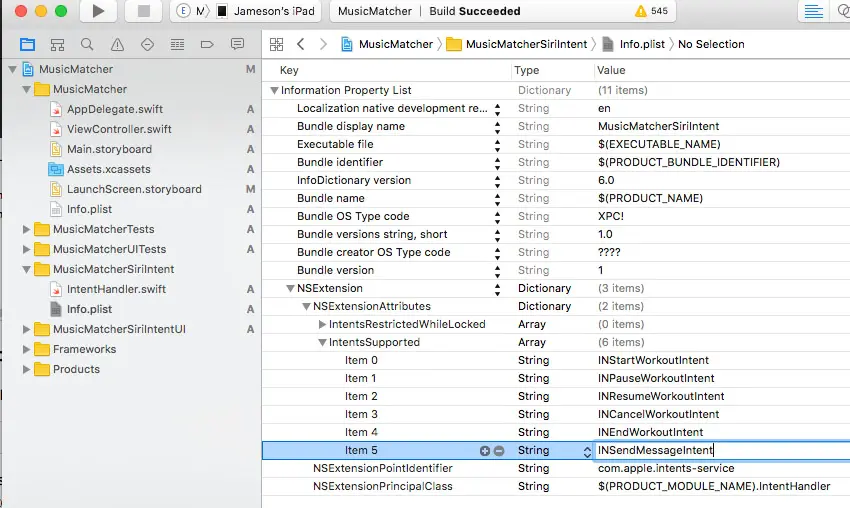 M Jameson's iPad MusicMatcher Build Succeeded 545
MusicMatcher MusicMatcherSiriIntent Info.plist No Selection
Key Type Value
MusicMatcher M
MusicMatcher
AppDelegate.swift A
ViewController.swift A
Main.storyboard A
Assets.xcassets A
LaunchScreen.storyboard M
Info.plist A
MusicMatcherTests A
MusicMatcherUITests A
MusicMatcherSiriIntent A
IntentHandler.swift A
Info.plist A
MusicMatcherSiriIntentUI A
Frameworks
Products
Information Property List Dictionary (11 items)
Localization native development re... String en
Bundle display name String MusicMatcherSiriIntent
Executable file String $(EXECUTABLE_NAME)
Bundle identifier String $(PRODUCT_BUNDLE_IDENTIFIER)
InfoDictionary version String 6.0
Bundle name String $(PRODUCT_NAME)
Bundle OS Type code String XPC!
Bundle versions string, short String 1.0
Bundle creator OS Type code String ????
Bundle version String 1
NSExtension Dictionary (3 items)
NSExtensionAttributes Dictionary (2 items)
IntentsRestrictedWhileLocked Array (0 items)
IntentsSupported Array (6 items)
Item 0 String INStartWorkoutIntent
Item 1 String INPauseWorkoutIntent
Item 2 String INResumeWorkoutIntent
Item 3 String INCancelWorkoutIntent
Item 4 String INEndWorkoutIntent
Item 5 String INSendMessageIntent
NSExtensionPointIdentifier String com.apple.intents-service
NSExtensionPrincipalClass String $(PRODUCT_MODULE_NAME).IntentHandler